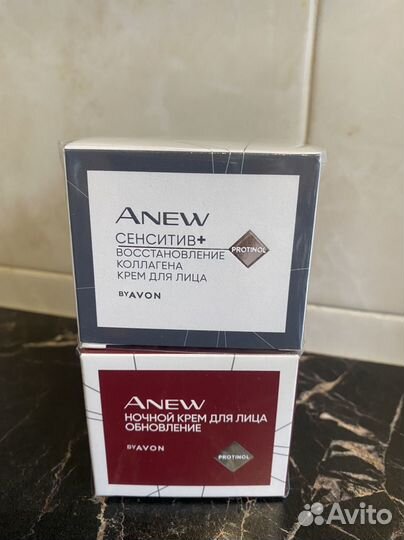 ANEW
СЕНСИТИВ+
ВОССТАНОВЛЕНИЕ
КОЛЛАГЕНА
КРЕМ ДЛЯ ЛИЦА
PROTINOL
BY AVON
ANEW
НОЧНОЙ КРЕМ ДЛЯ ЛИЦА
ОБНОВЛЕНИЕ
BY AVON
PROTINOL
Avito